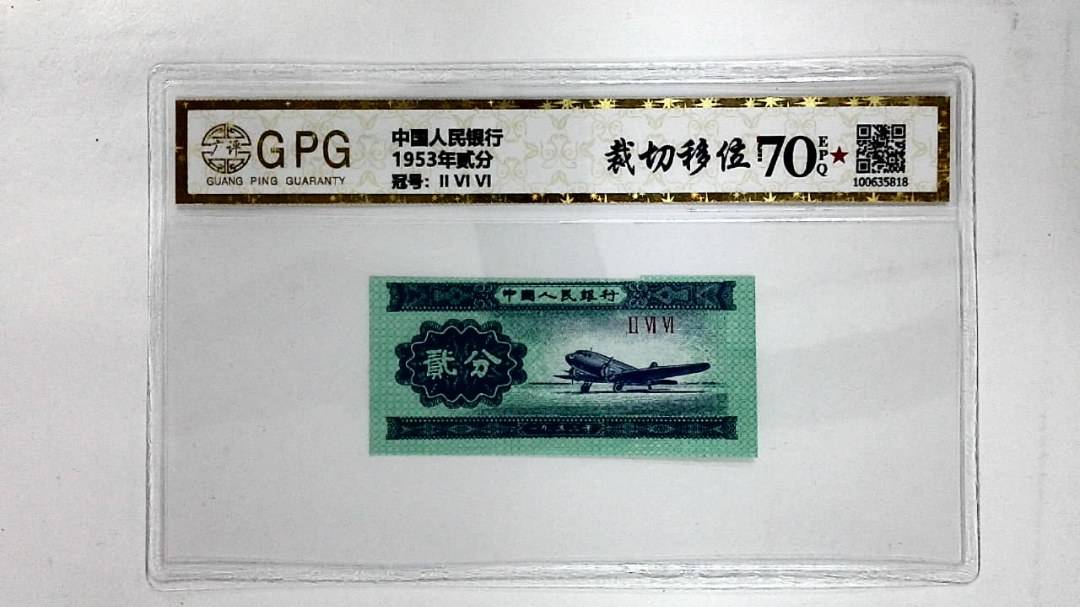 广评
GPG
GUANG PING GUARANTY
中国人民银行
1953年贰分
冠号: II VI VI
裁切移位
70
EPQ
★
100635818
中國人民銀行
II VI VI
貳分